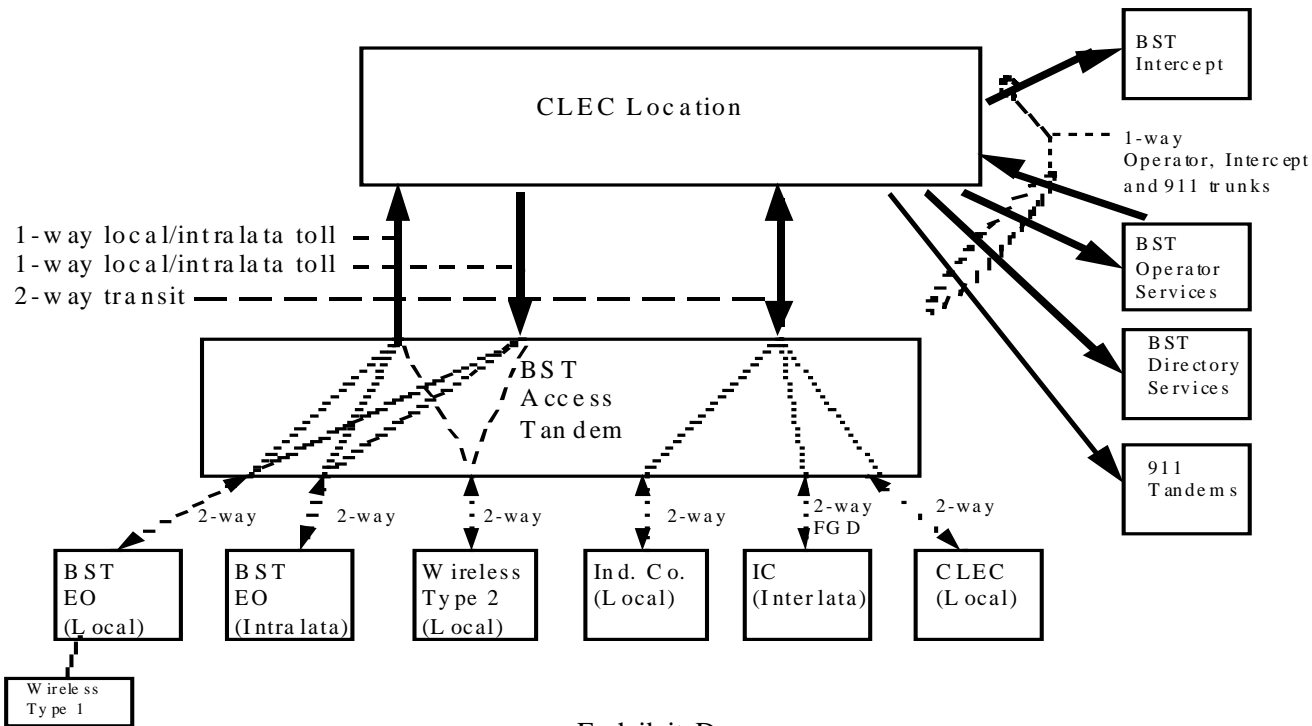 BST
Intercept
CLEC Location
1-way
Operator, Intercept
and 911 trunks
1-way local/intralata toll
1-way local/intralata toll
2-way transit
BST
Operator
Services
BST
Directory
Services
BST
Access
Tandem
911
Tandems
2-way
2-way
2-way
2-way
2-way
FGD
2-way
BST
EO
(Local)
BST
EO
(Intralata)
Wireless
Type 2
(Local)
Ind. Co.
(Local)
IC
(Interlata)
CLEC
(Local)
Wireless
Type 1